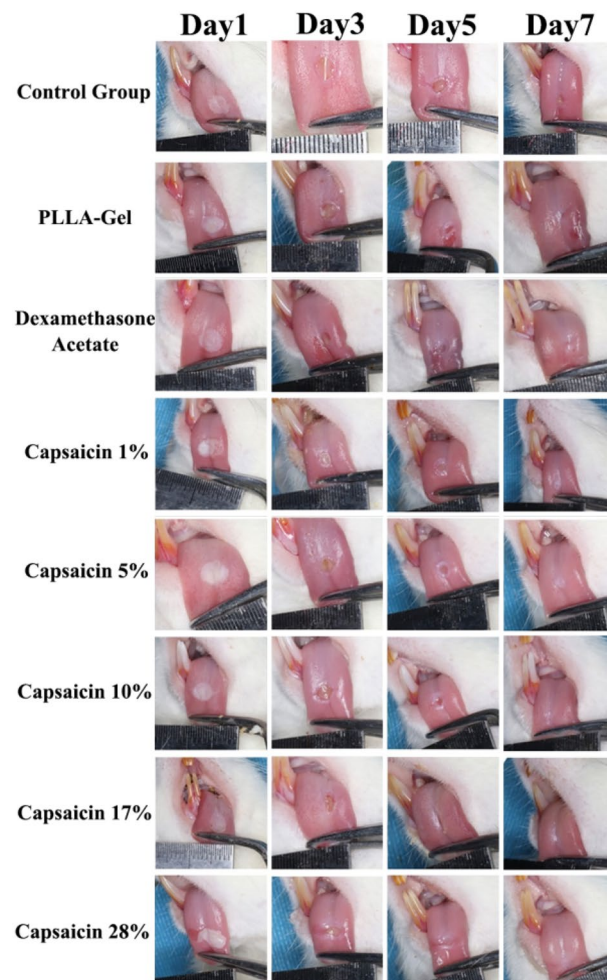 Day1 Day3 Day5 Day7
Control Group
PLLA-Gel
Dexamethasone
Acetate
Capsaicin 1%
Capsaicin 5%
Capsaicin 10%
Capsaicin 17%
Capsaicin 28%